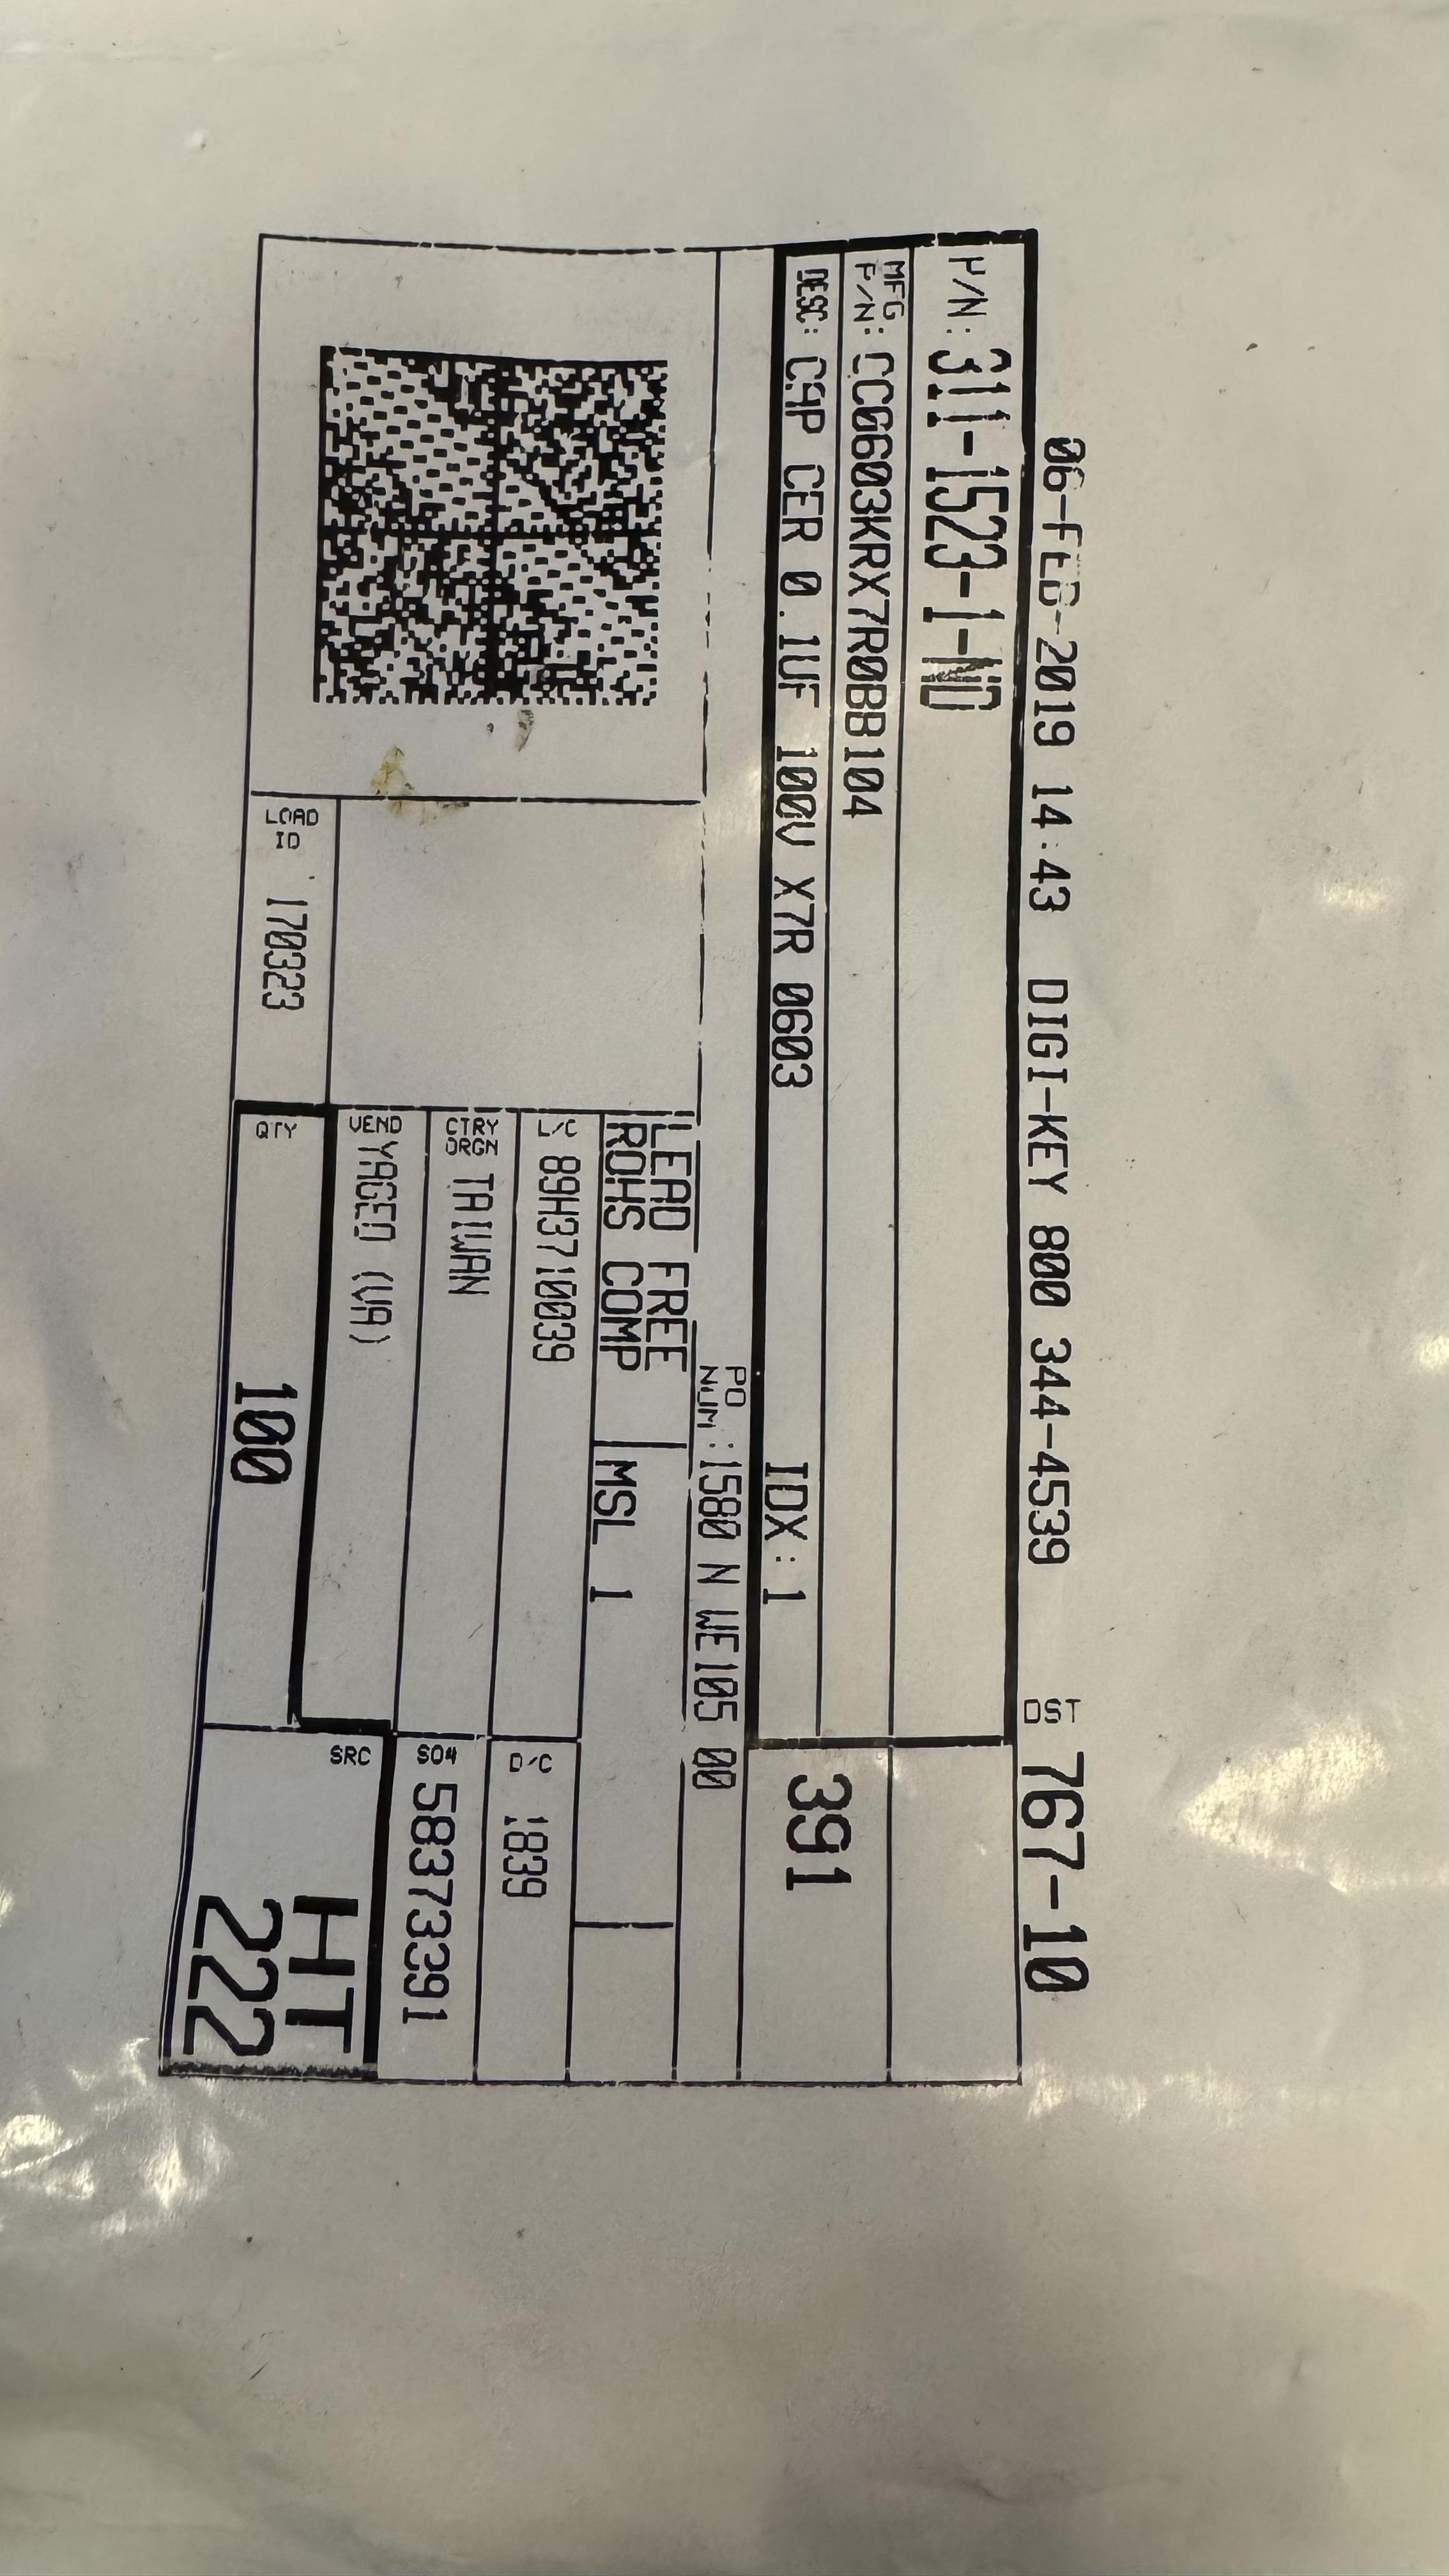 06-FEB-2019 14:43 DIGI-KEY 800 344-4539 DST 767-10
P/N: 311-1523-1-ND
MFG P/N: CC0603KRX7R0BB104
DESC: CAP CER 0.1UF 100V X7R 0603 IDX: 1
391
PO NUM: 1580 N WE105 00
LEAD FREE
ROHS COMP
MSL 1
L/C 89H3710039
D/C 1839
CTRY ORGN TAIWAN
SO# 58373391
VEND YAGEO (VA)
LOAD ID 170323
QTY 100
SRC HT
222